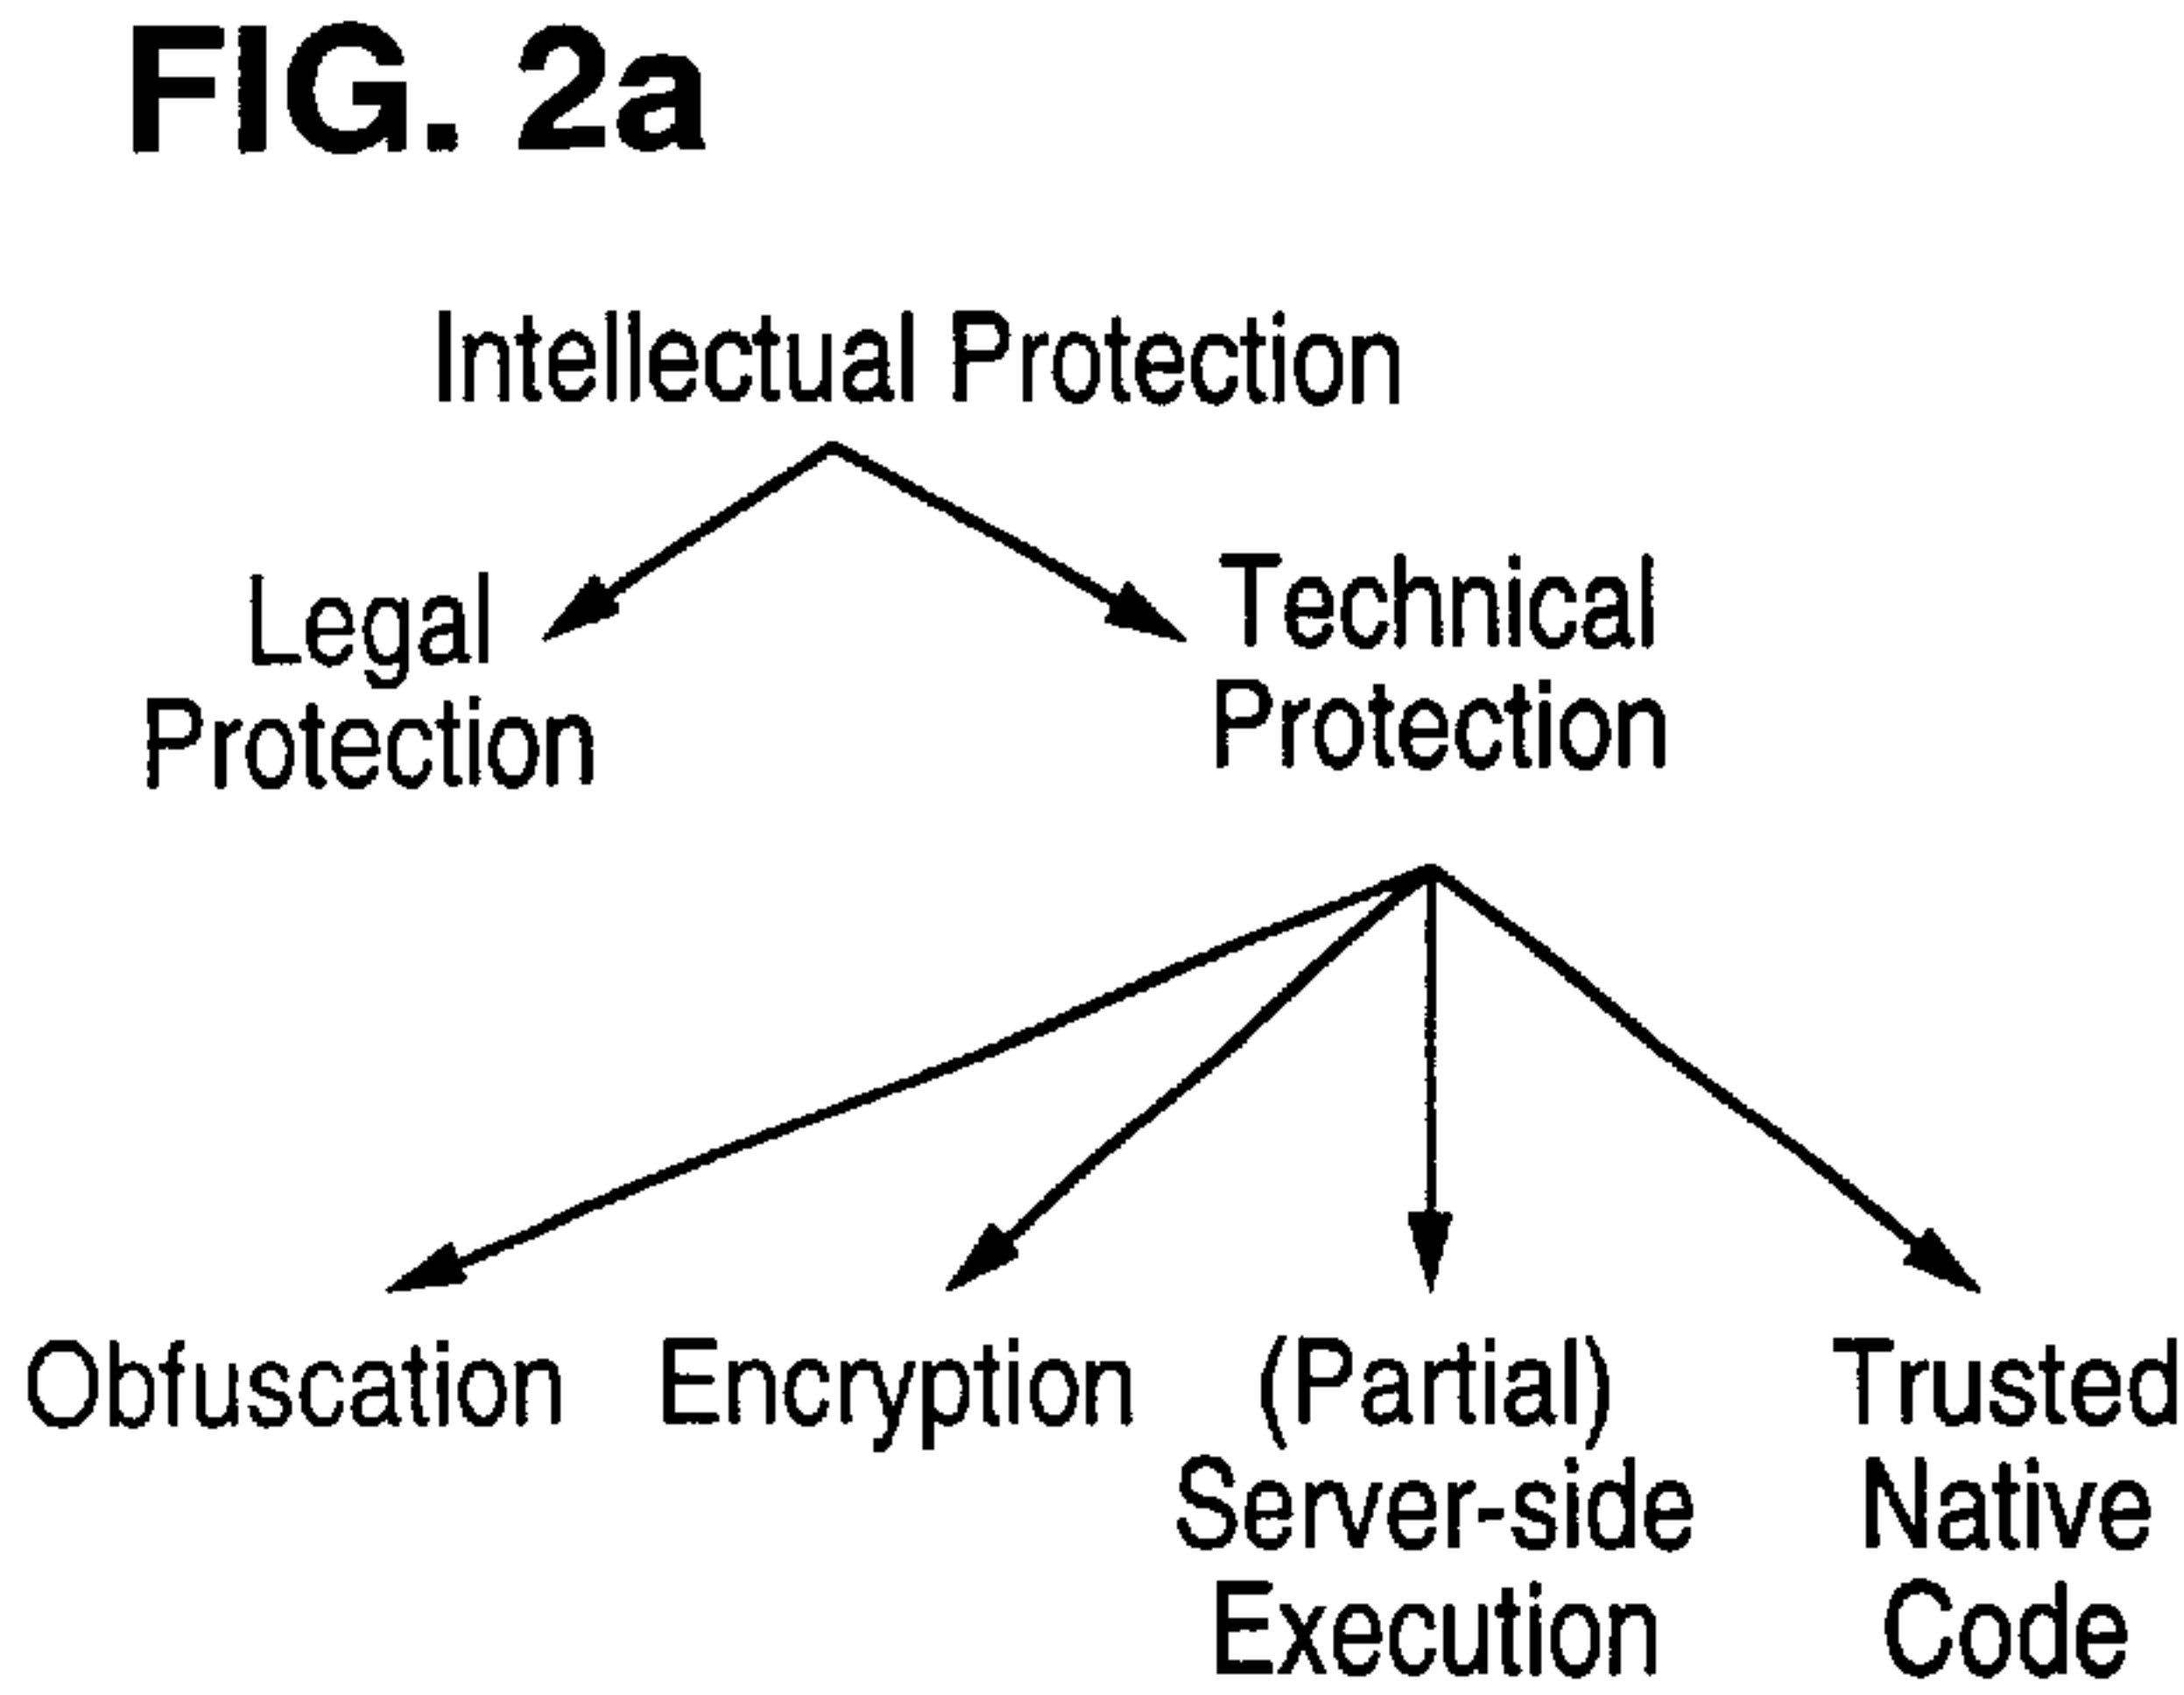 FIG. 2a
Intellectual Protection
Legal
Protection
Technical
Protection
Obfuscation
Encryption
(Partial)
Server-side
Execution
Trusted
Native
Code